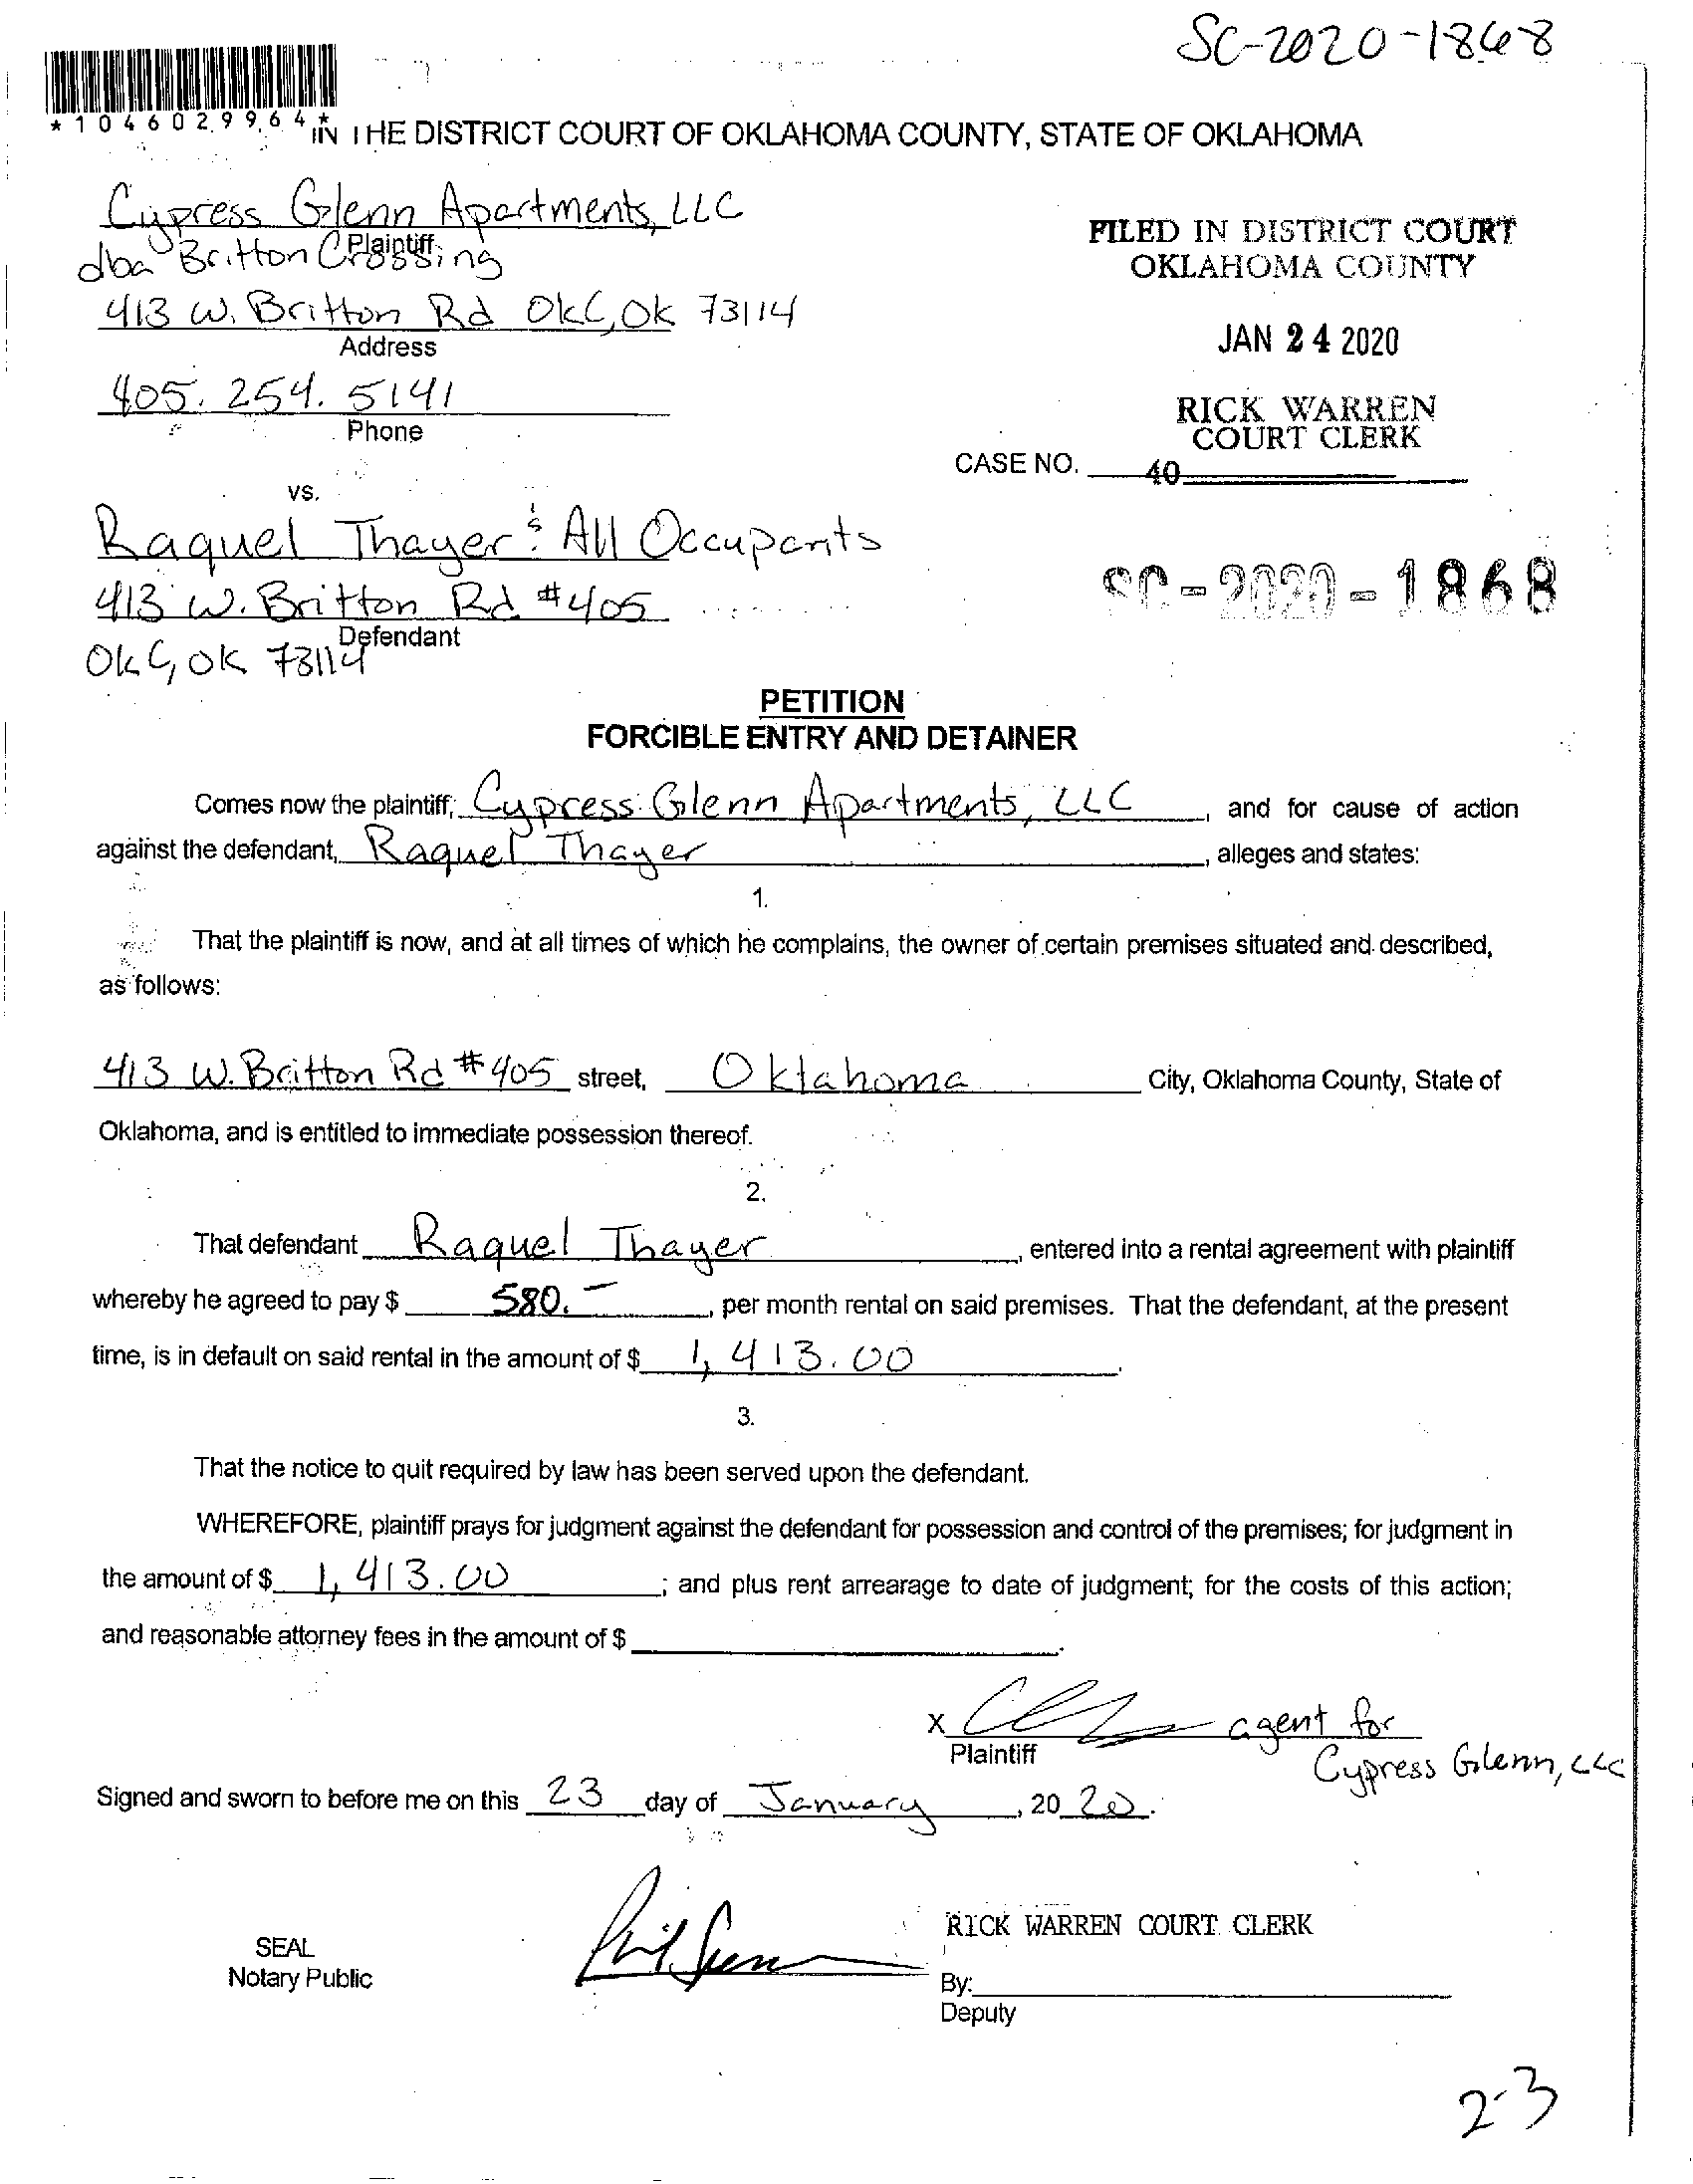 SC-2020-1868
*1046029964*
IN THE DISTRICT COURT OF OKLAHOMA COUNTY, STATE OF OKLAHOMA
Cypress Glenn Apartments, LLC
Plaintiff
dba Britton Crossing
413 W. Britton Rd OKC, OK 73114
Address
405. 254. 5141
Phone
FILED IN DISTRICT COURT
OKLAHOMA COUNTY
JAN 24 2020
RICK WARREN
COURT CLERK
CASE NO. 40
vs.
Raquel Thayer & All Occupants
413 W. Britton Rd #405
Defendant
OKC, OK 73114
SC-2020-1868
PETITION
FORCIBLE ENTRY AND DETAINER
Comes now the plaintiff, Cypress Glenn Apartments, LLC, and for cause of action
against the defendant, Raquel Thayer, alleges and states:
1.
That the plaintiff is now, and at all times of which he complains, the owner of certain premises situated and described,
as follows:
413 W. Britton Rd #405 street, Oklahoma City, Oklahoma County, State of
Oklahoma, and is entitled to immediate possession thereof.
2.
That defendant Raquel Thayer, entered into a rental agreement with plaintiff
whereby he agreed to pay $ 580.–, per month rental on said premises. That the defendant, at the present
time, is in default on said rental in the amount of $ 1,413.00.
3.
That the notice to quit required by law has been served upon the defendant.
WHEREFORE, plaintiff prays for judgment against the defendant for possession and control of the premises; for judgment in
the amount of $ 1,413.00; and plus rent arrearage to date of judgment; for the costs of this action;
and reasonable attorney fees in the amount of $ .
X agent for
Plaintiff
Cypress Glenn, LLC
Signed and sworn to before me on this 23 day of January, 2020.
RICK WARREN COURT CLERK
SEAL
Notary Public
By:
Deputy
2-3